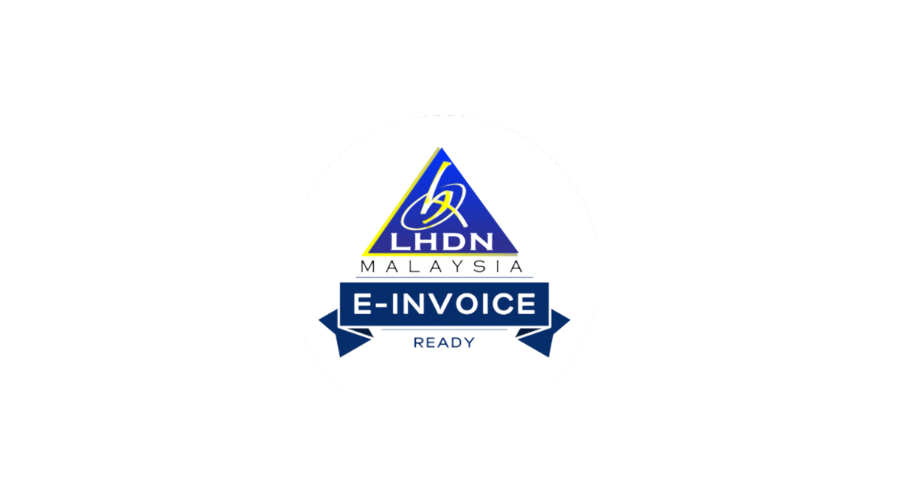 LHDN
MALAYSIA
E-INVOICE
READY